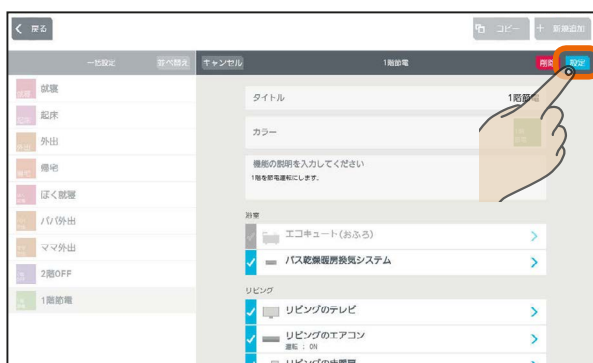 戻る
コピー
新規追加
一括設定
並べ替え
キャンセル
1階節電
削除
設定
就寝
起床
外出
帰宅
ぼく就寝
パパ外出
ママ外出
2階OFF
1階節電
タイトル
1階節電
カラー
機能の説明を入力してください
1階を節電運転にします。
浴室
エコキュート(おふろ)
バス乾燥暖房換気システム
リビング
リビングのテレビ
リビングのエアコン
運転 : ON